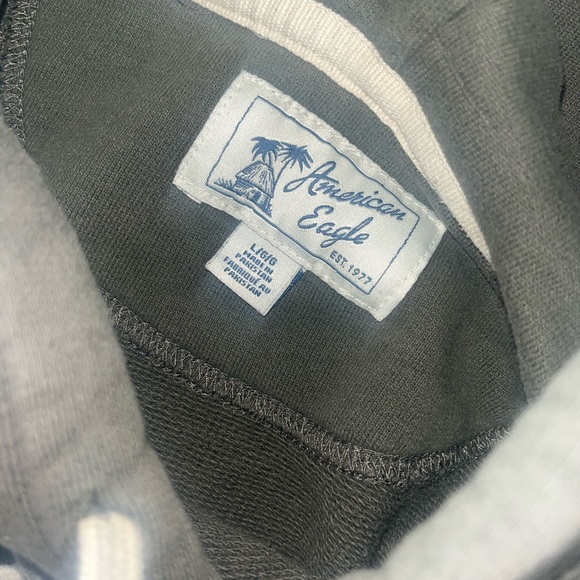 American
Eagle
EST. 1977
L/G/G
MADE IN
PAKISTAN
FABRIQUÉ AU
PAKISTAN